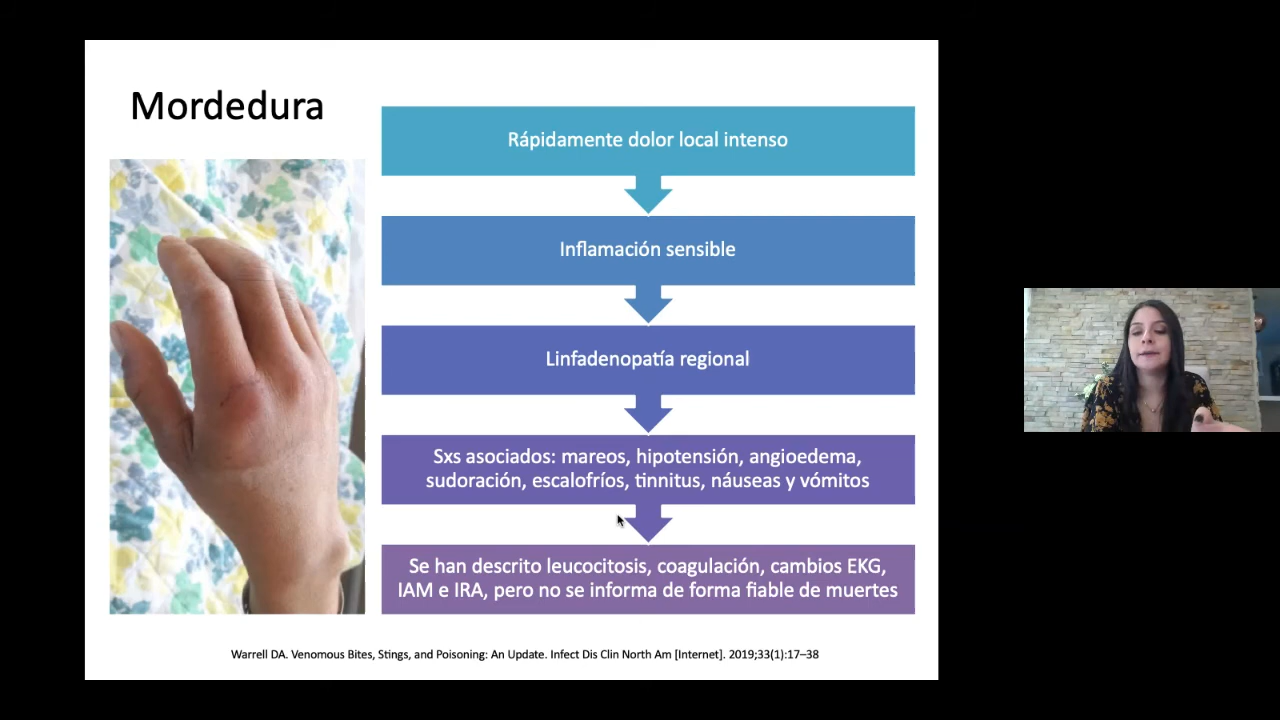 Mordedura
Rápidamente dolor local intenso
Inflamación sensible
Linfadenopatía regional
Sxs asociados: mareos, hipotensión, angioedema,
sudoración, escalofríos, tinnitus, náuseas y vómitos
Se han descrito leucocitosis, coagulación, cambios EKG,
IAM e IRA, pero no se informa de forma fiable de muertes
Warrell DA. Venomous Bites, Stings, and Poisoning: An Update. Infect Dis Clin North Am [Internet]. 2019;33(1):17–38